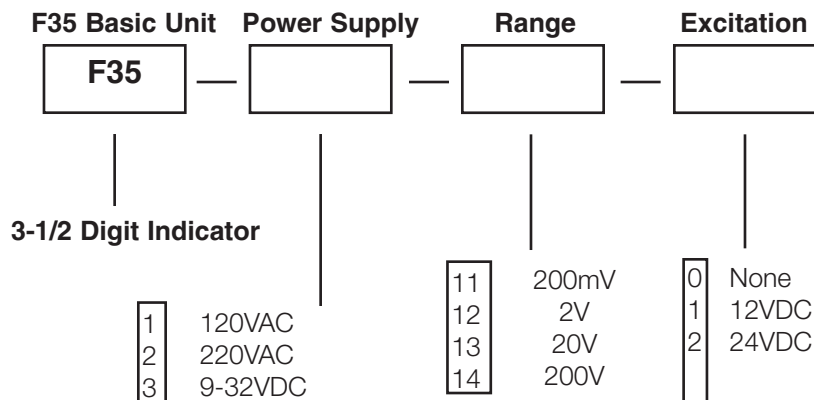 F35 Basic Unit Power Supply Range Excitation
F35
3-1/2 Digit Indicator
1 120VAC
2 220VAC
3 9-32VDC
11 200mV
12 2V
13 20V
14 200V
0 None
1 12VDC
2 24VDC